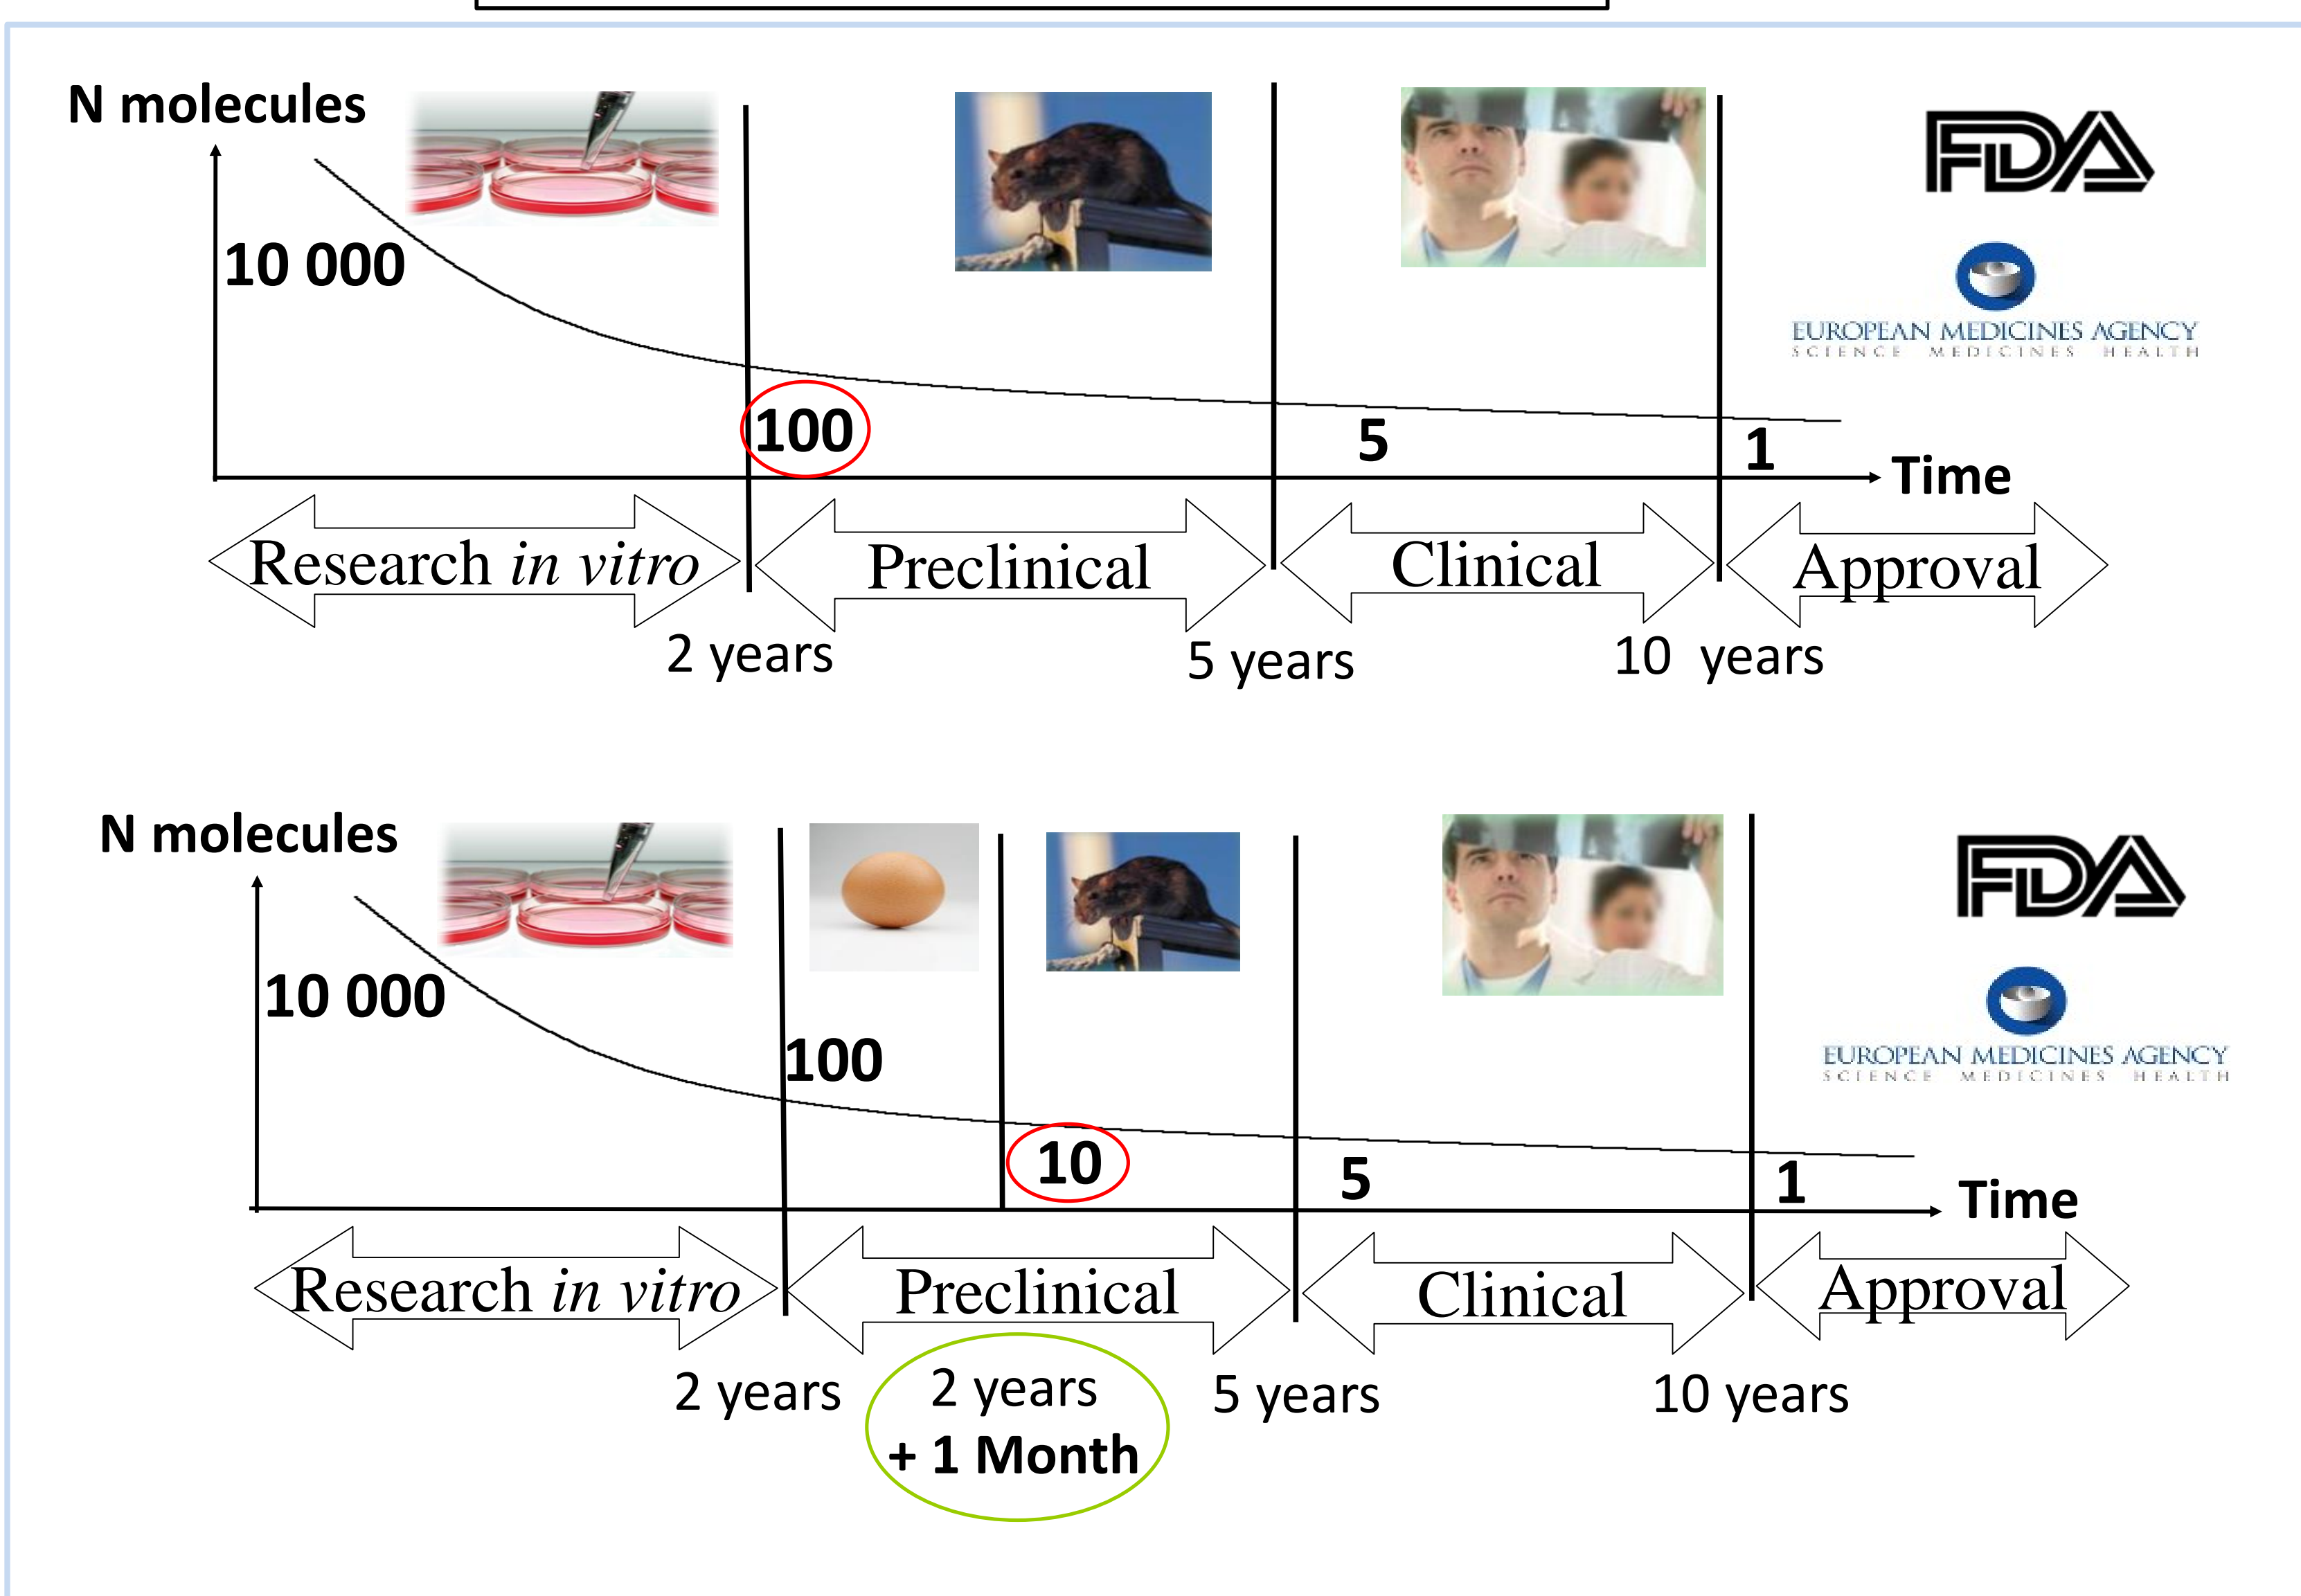 N molecules
10 000
100
5
1
Time
FDA
EUROPEAN MEDICINES AGENCY
SCIENCE MEDICINES HEALTH
Research in vitro
Preclinical
Clinical
Approval
2 years
5 years
10 years
N molecules
10 000
100
10
5
1
Time
FDA
EUROPEAN MEDICINES AGENCY
SCIENCE MEDICINES HEALTH
Research in vitro
Preclinical
Clinical
Approval
2 years
2 years
+ 1 Month
5 years
10 years